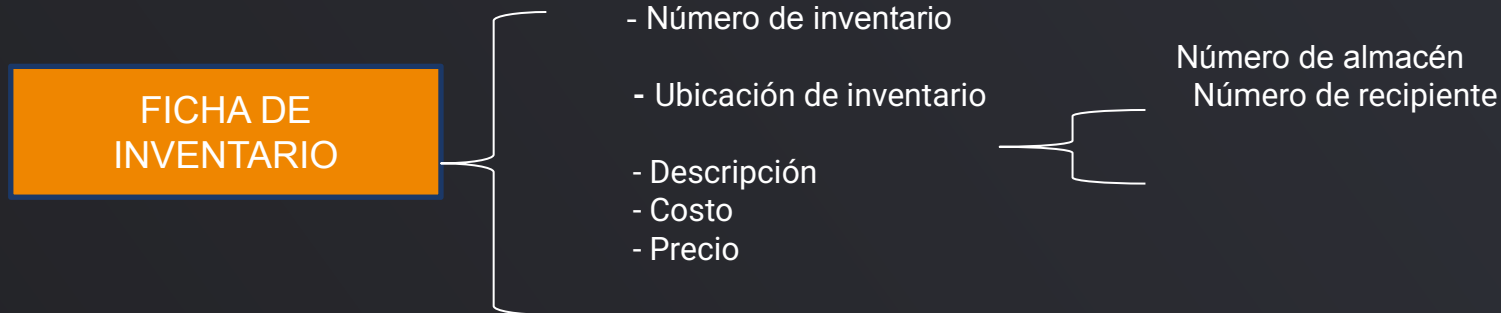 FICHA DE
INVENTARIO
- Número de inventario
- Ubicación de inventario
- Descripción
- Costo
- Precio
Número de almacén
Número de recipiente